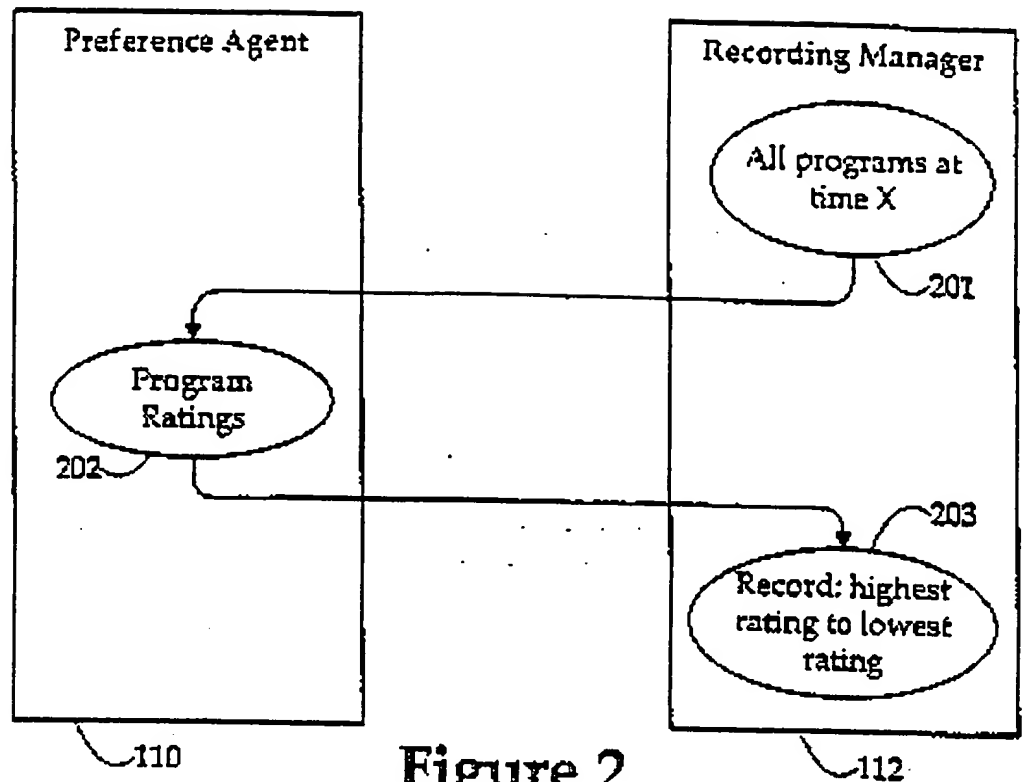 Preference Agent
Recording Manager
All programs at
time X
201
Program
Ratings
202
203
Record: highest
rating to lowest
rating
110
112
Figure 2